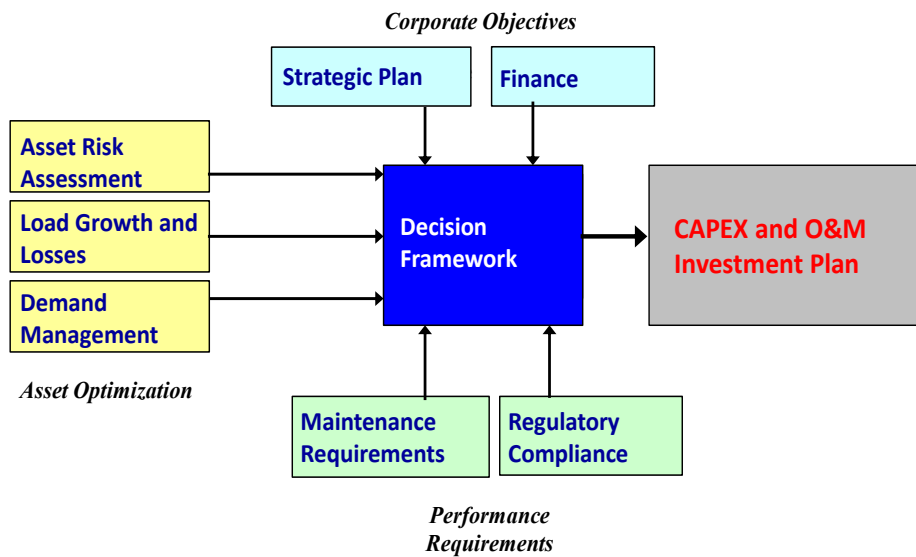 Corporate Objectives
Strategic Plan
Finance
Asset Risk
Assessment
Load Growth and
Losses
Demand
Management
Asset Optimization
Decision
Framework
CAPEX and O&M
Investment Plan
Maintenance
Requirements
Regulatory
Compliance
Performance
Requirements